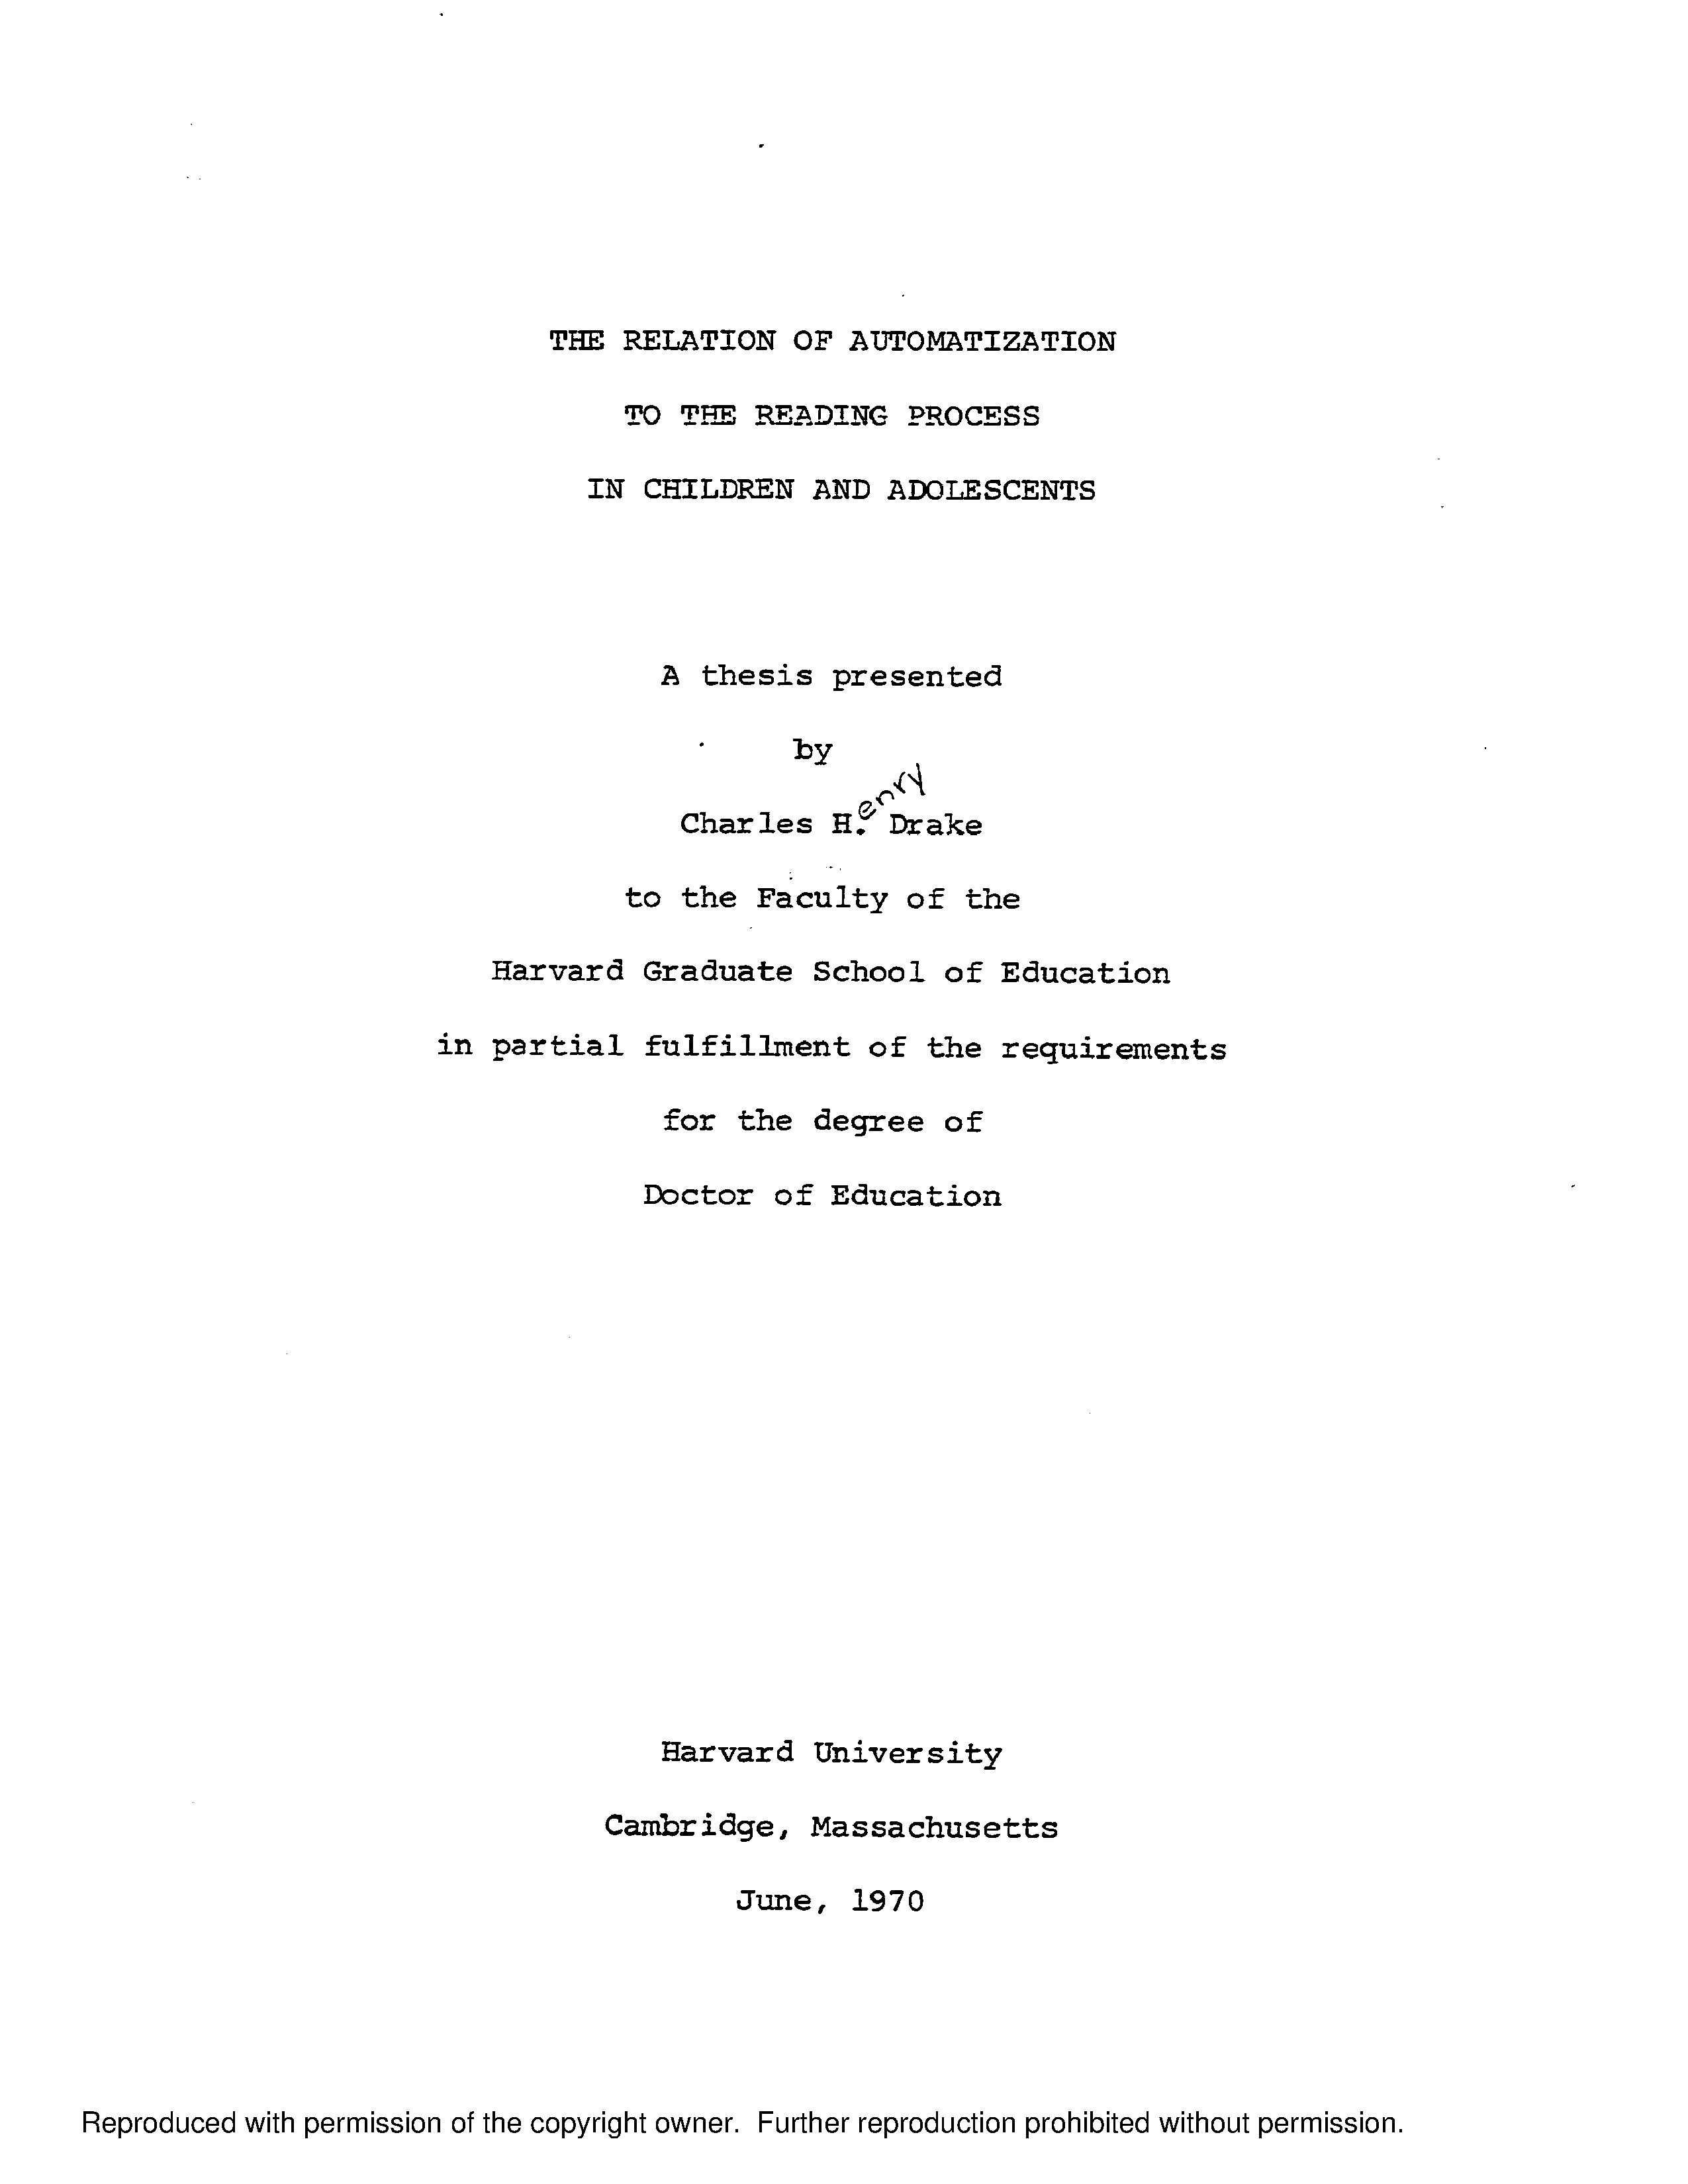 THE RELATION OF AUTOMATIZATION
TO THE READING PROCESS
IN CHILDREN AND ADOLESCENTS
A thesis presented
by
enry
Charles H. Drake
to the Faculty of the
Harvard Graduate School of Education
in partial fulfillment of the requirements
for the degree of
Doctor of Education
Harvard University
Cambridge, Massachusetts
June, 1970
Reproduced with permission of the copyright owner. Further reproduction prohibited without permission.